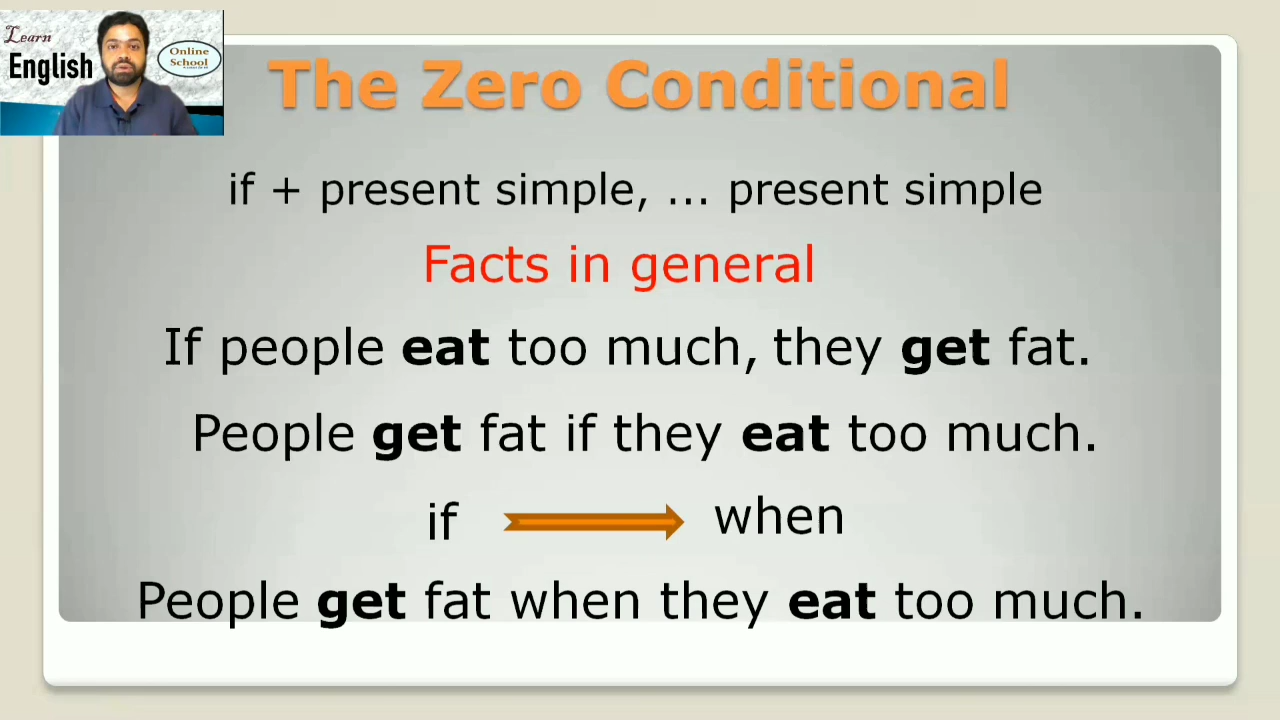 Learn
English
Online
School
The Zero Conditional
if + present simple, ... present simple
Facts in general
If people eat too much, they get fat.
People get fat if they eat too much.
if when
People get fat when they eat too much.